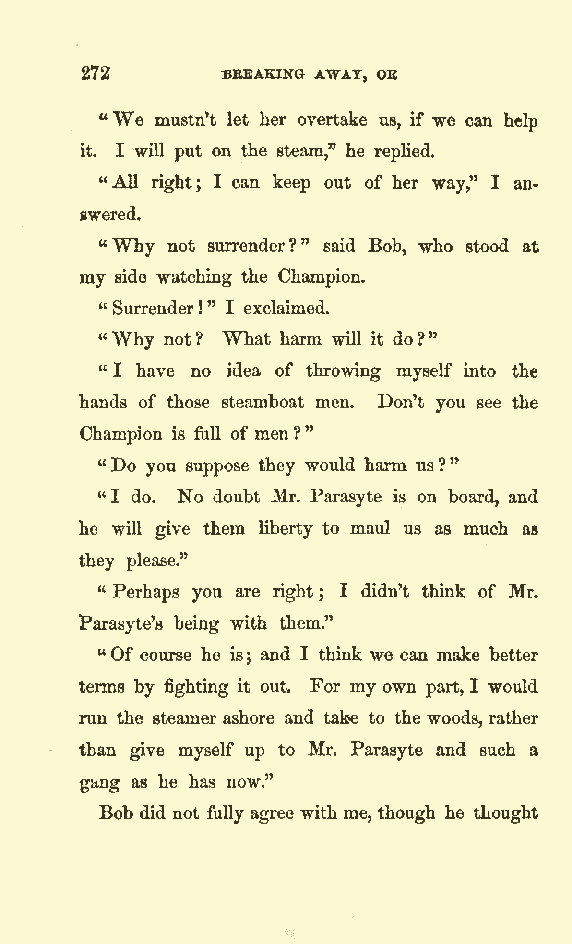 272 BREAKING AWAY, OR
“We mustn’t let her overtake us, if we can help
it. I will put on the steam,” he replied.
“All right; I can keep out of her way,” I an-
swered.
“Why not surrender?” said Bob, who stood at
my side watching the Champion.
“Surrender!” I exclaimed.
“Why not? What harm will it do?”
“I have no idea of throwing myself into the
hands of those steamboat men. Don’t you see the
Champion is full of men?”
“Do you suppose they would harm us?”
“I do. No doubt Mr. Parasyte is on board, and
he will give them liberty to maul us as much as
they please.”
“Perhaps you are right; I didn’t think of Mr.
Parasyte’s being with them.”
“Of course he is; and I think we can make better
terms by fighting it out. For my own part, I would
run the steamer ashore and take to the woods, rather
than give myself up to Mr. Parasyte and such a
gang as he has now.”
Bob did not fully agree with me, though he thought